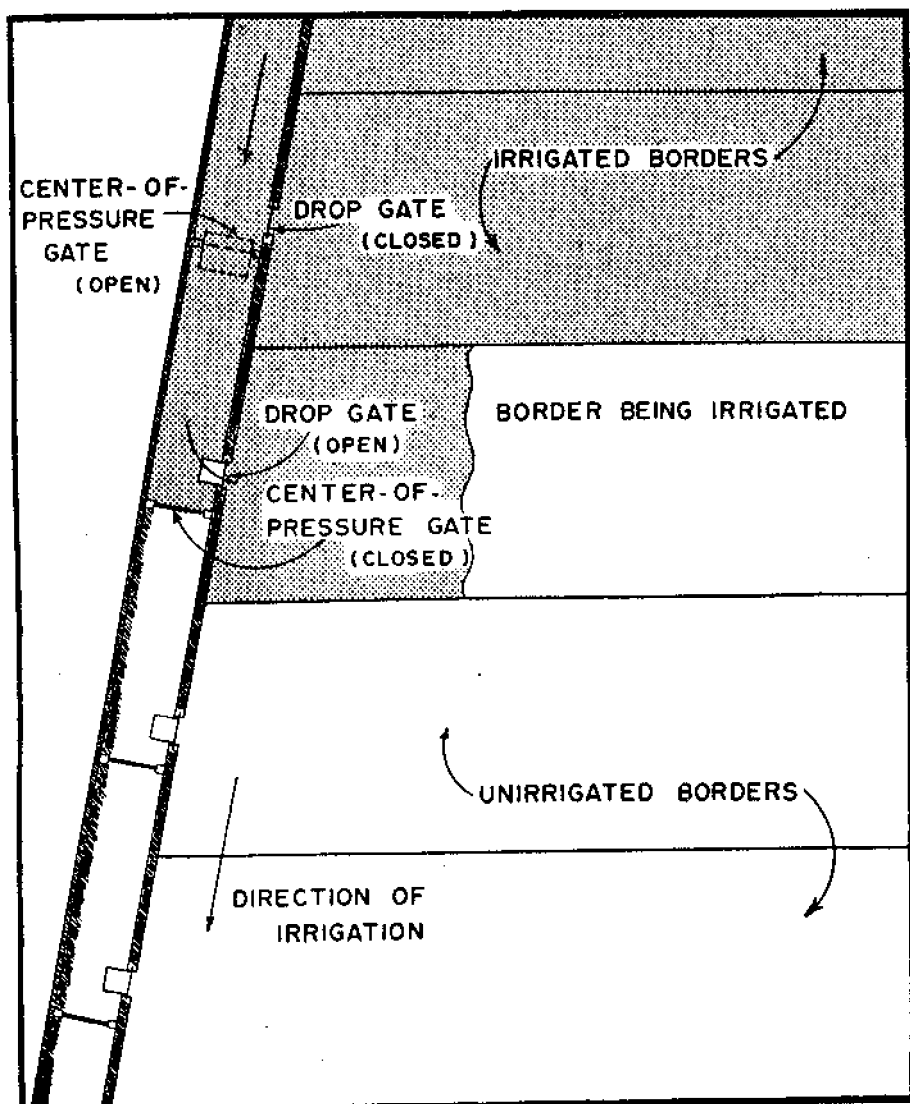 IRRIGATED BORDERS
CENTER-OF-
PRESSURE
GATE
(OPEN)
DROP GATE
(CLOSED)
DROP GATE
(OPEN)
BORDER BEING IRRIGATED
CENTER-OF-
PRESSURE GATE
(CLOSED)
UNIRRIGATED BORDERS
DIRECTION OF
IRRIGATION